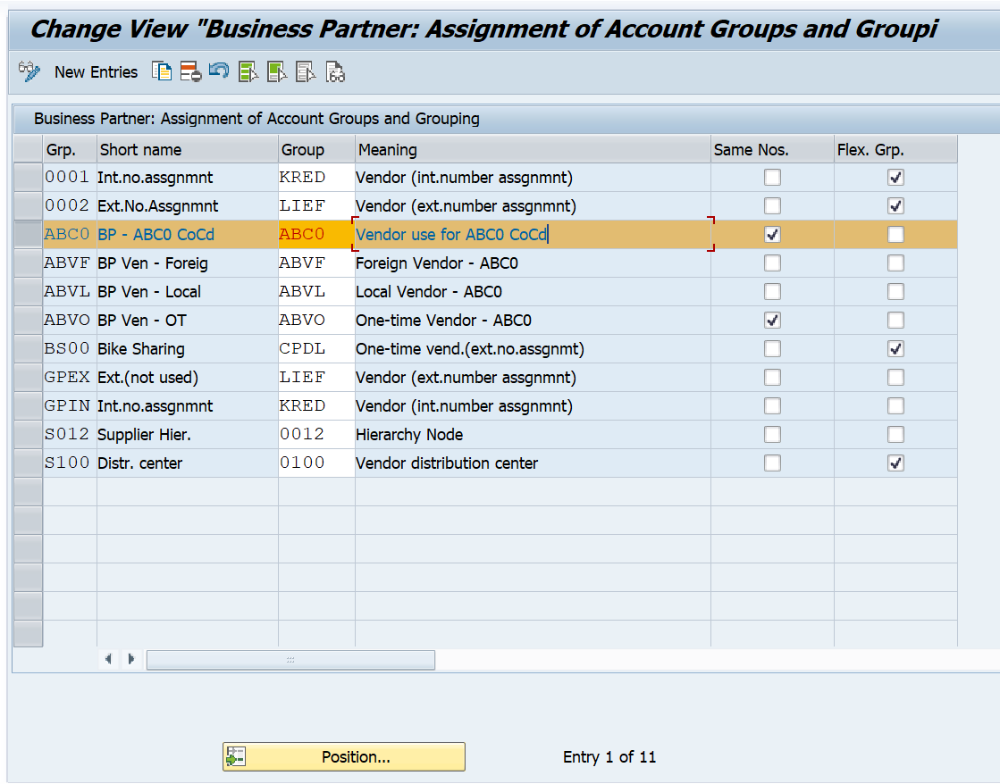 Change View "Business Partner: Assignment of Account Groups and Groupi
New Entries
Business Partner: Assignment of Account Groups and Grouping
Grp. Short name Group Meaning Same Nos. Flex. Grp.
0001 Int.no.assgnmnt KRED Vendor (int.number assgnmnt)
0002 Ext.No.Assgnmnt LIEF Vendor (ext.number assgnmnt)
ABC0 BP - ABC0 CoCd ABC0 Vendor use for ABC0 CoCd
ABVF BP Ven - Foreig ABVF Foreign Vendor - ABC0
ABVL BP Ven - Local ABVL Local Vendor - ABC0
ABVO BP Ven - OT ABVO One-time Vendor - ABC0
BS00 Bike Sharing CPDL One-time vend.(ext.no.assgnmt)
GPEX Ext.(not used) LIEF Vendor (ext.number assgnmnt)
GPIN Int.no.assgnmnt KRED Vendor (int.number assgnmnt)
S012 Supplier Hier. 0012 Hierarchy Node
S100 Distr. center 0100 Vendor distribution center
Position... Entry 1 of 11